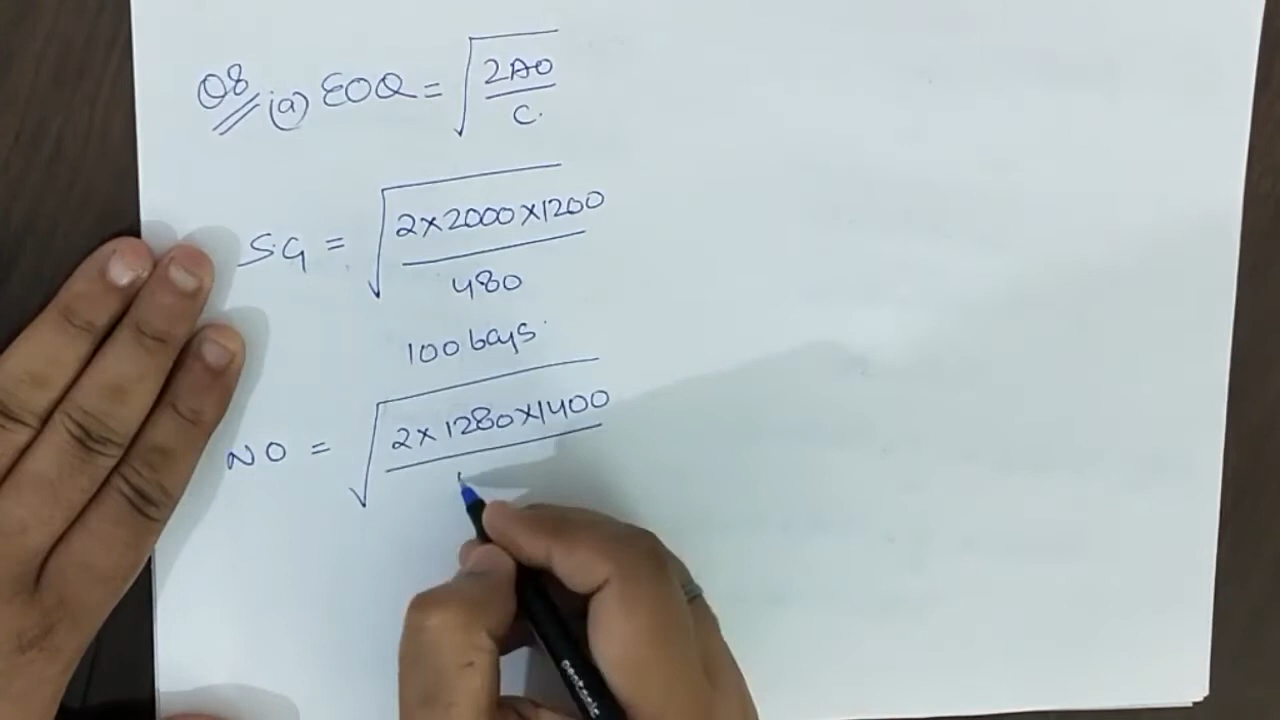 Q8 (a) EOQ = √2AO/C.
SG = √2×2000×1200/480
100 bags.
NO = √2×1280×1400